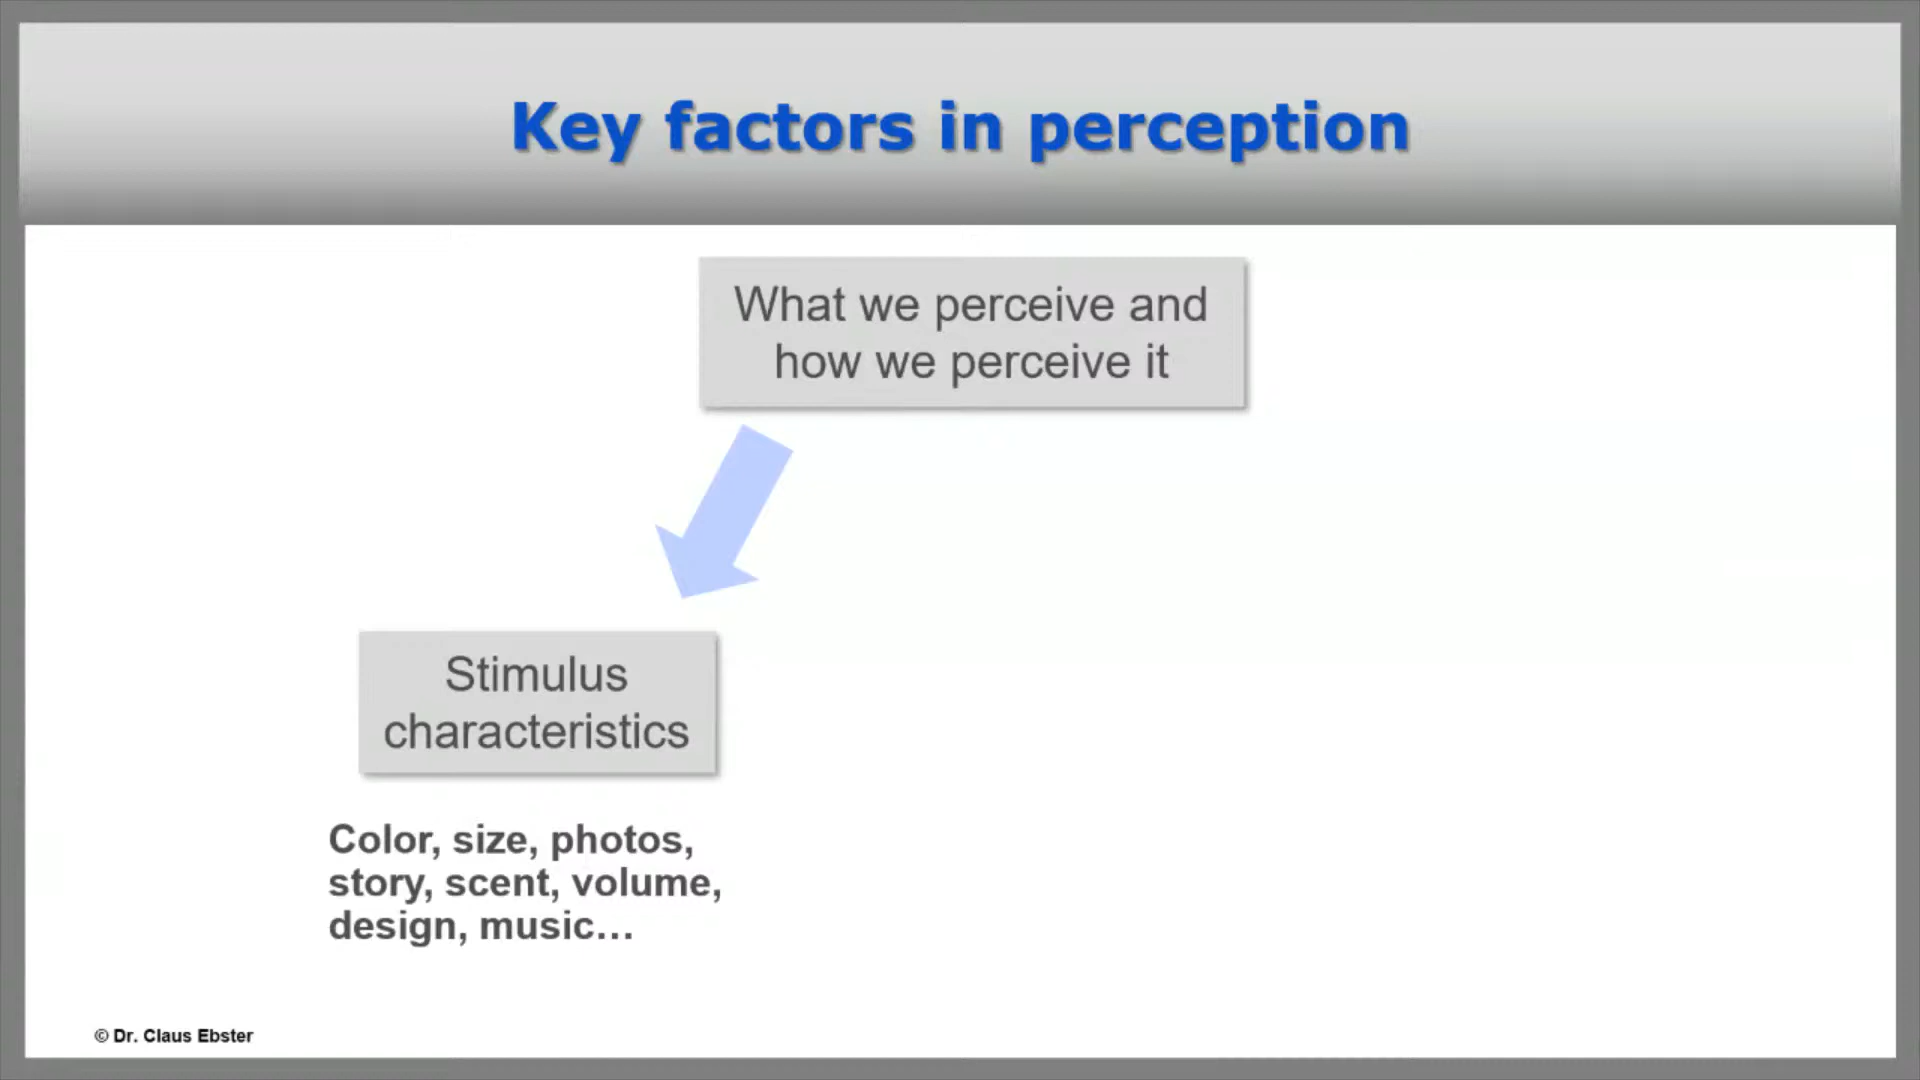 Key factors in perception
What we perceive and
how we perceive it
Stimulus
characteristics
Color, size, photos,
story, scent, volume,
design, music…
© Dr. Claus Ebster